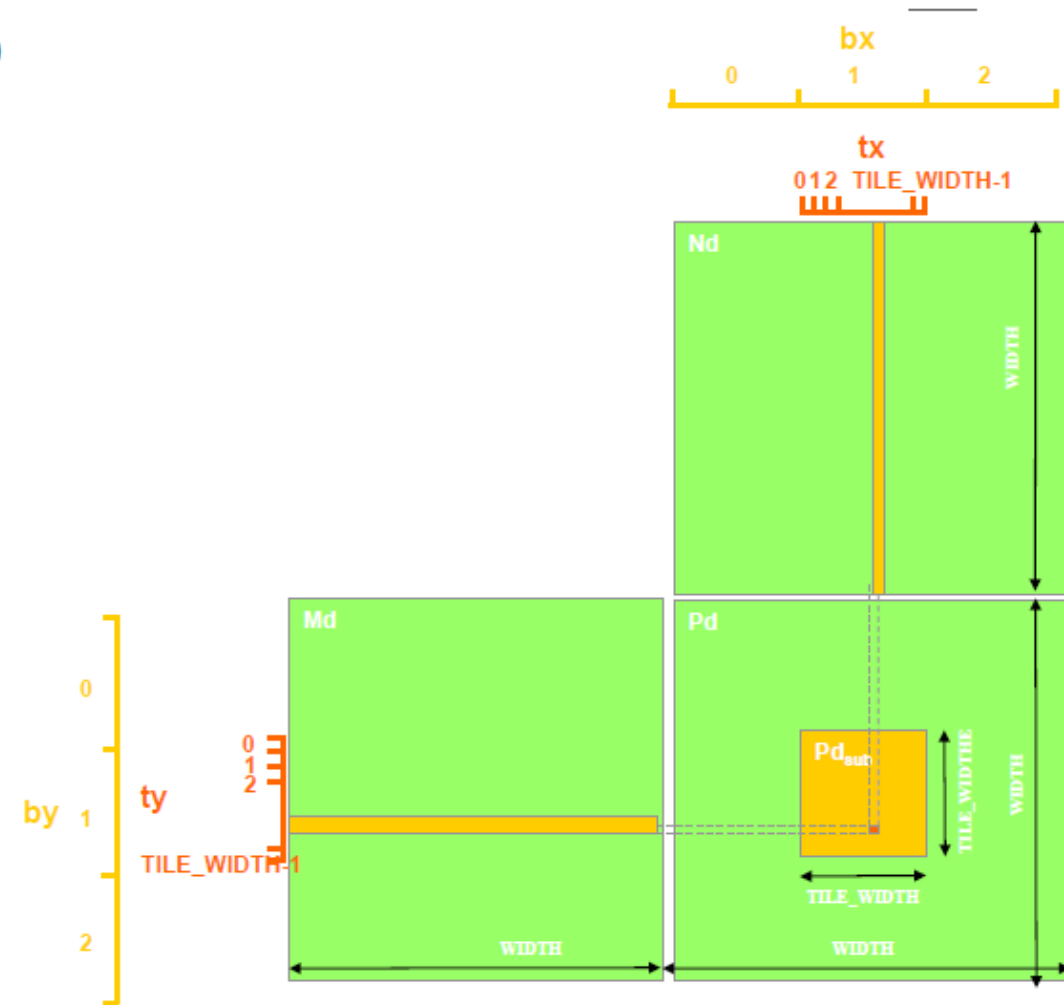 bx
0 1 2
tx
012 TILE_WIDTH-1
Nd
WIDTH
Md
Pd
0
0
1
2
Pd_sub
TILE_WIDTHE
WIDTH
ty
by 1
TILE_WIDTH-1
TILE_WIDTH
2
WIDTH
WIDTH